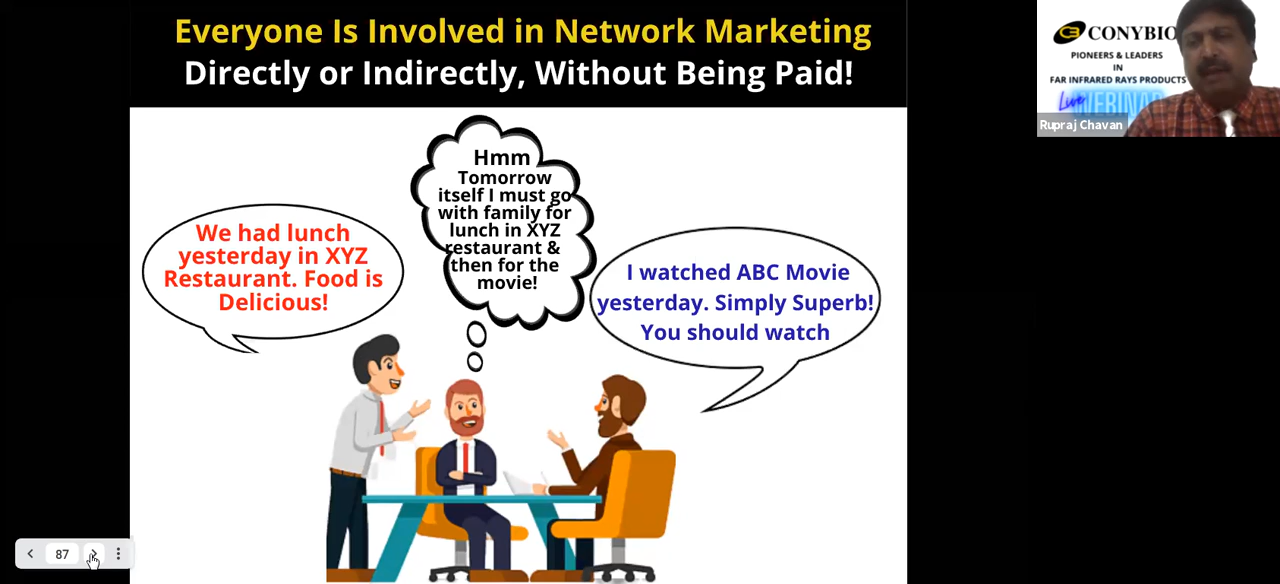 Everyone Is Involved in Network Marketing
Directly or Indirectly, Without Being Paid!
We had lunch
yesterday in XYZ
Restaurant. Food is
Delicious!
Hmm
Tomorrow
itself I must go
with family for
lunch in XYZ
restaurant &
then for the
movie!
I watched ABC Movie
yesterday. Simply Superb!
You should watch
CONYBIO
PIONEERS & LEADERS
IN
FAR INFRARED RAYS PRODUCTS
Live WEBINAR
Rupraj Chavan
87